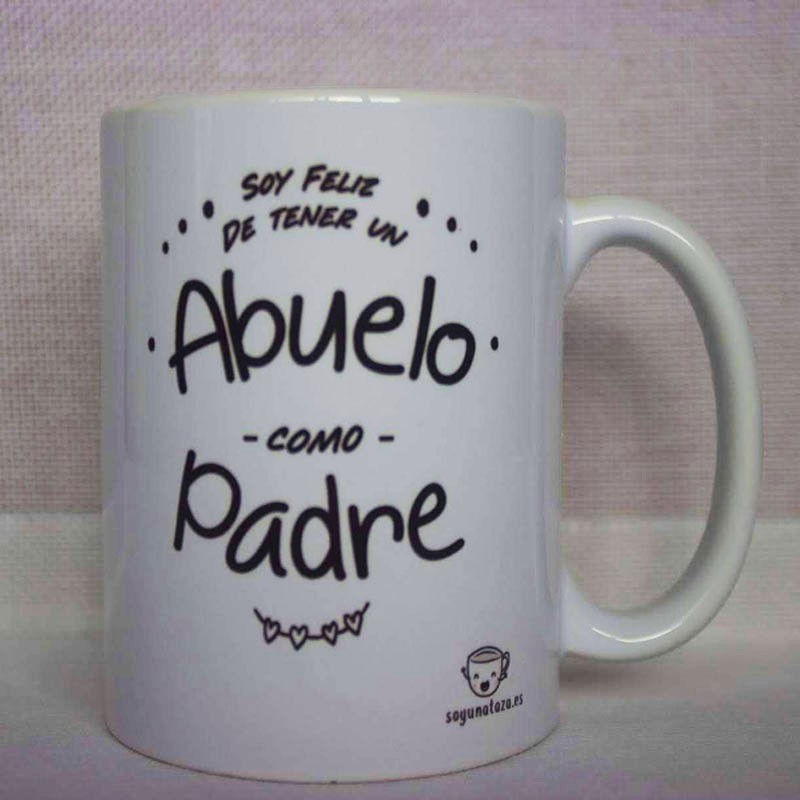 SOY FELIZ
DE TENER UN
Abuelo
- COMO -
Padre
soyunataza.es